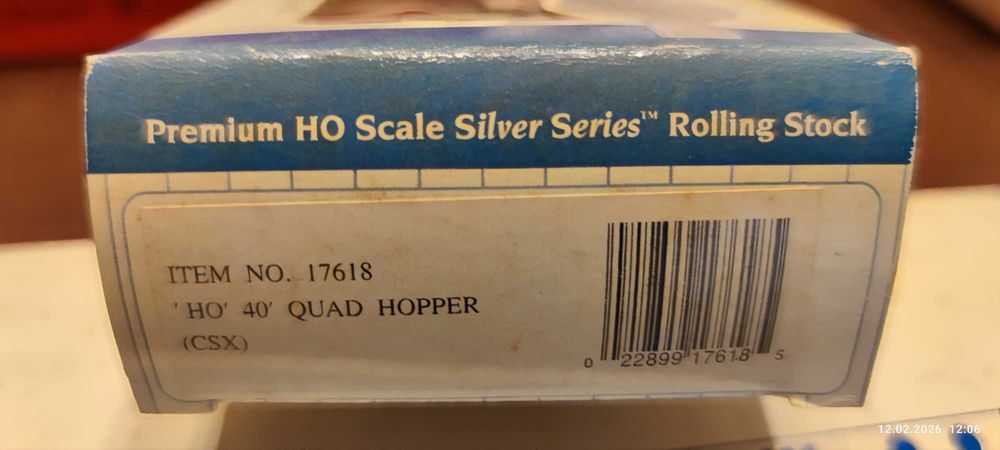 Premium HO Scale Silver Series™ Rolling Stock
ITEM NO. 17618
'HO' 40' QUAD HOPPER
(CSX)
0 22899 17618 5
12.02.2026 12:06